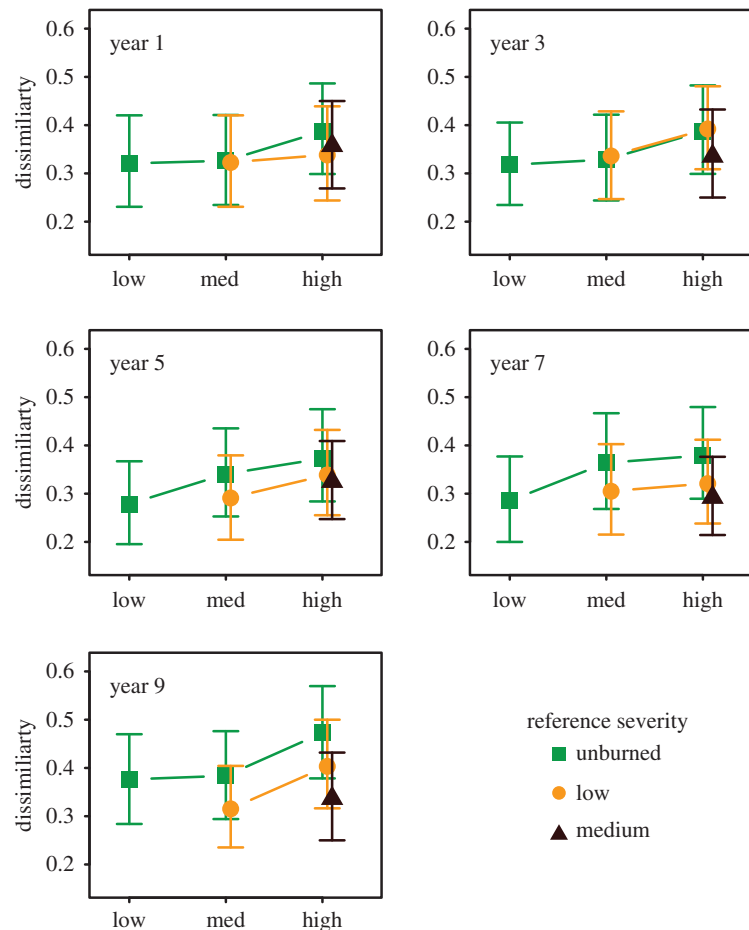 0.6
year 1
0.5
0.4
0.3
0.2
dissimiliarty
low med high
0.6
year 3
0.5
0.4
0.3
0.2
low med high
0.6
year 5
0.5
0.4
0.3
0.2
dissimiliarty
low med high
0.6
year 7
0.5
0.4
0.3
0.2
low med high
0.6
year 9
0.5
0.4
0.3
0.2
dissimiliarty
low med high
reference severity
unburned
low
medium